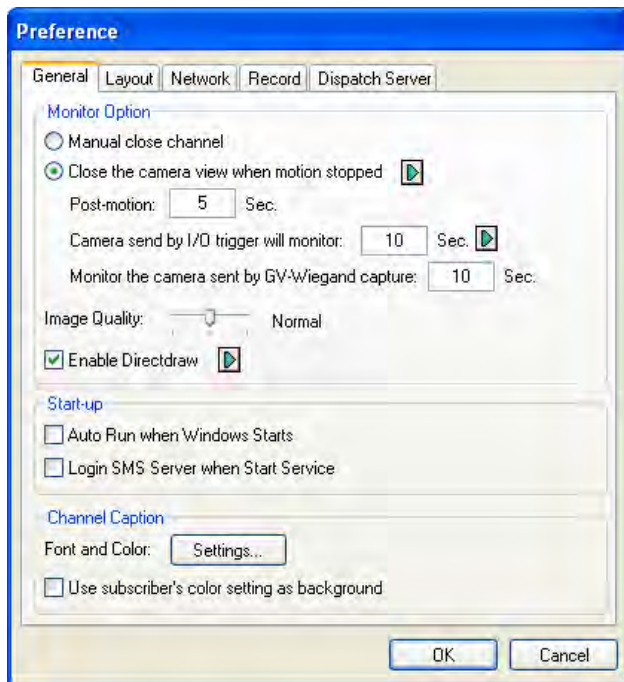 Preference
General Layout Network Record Dispatch Server
Monitor Option
Manual close channel
Close the camera view when motion stopped
Post-motion: 5 Sec.
Camera send by I/O trigger will monitor: 10 Sec.
Monitor the camera sent by GV-Wiegand capture: 10 Sec.
Image Quality: Normal
Enable Directdraw
Start-up
Auto Run when Windows Starts
Login SMS Server when Start Service
Channel Caption
Font and Color: Settings...
Use subscriber's color setting as background
OK Cancel